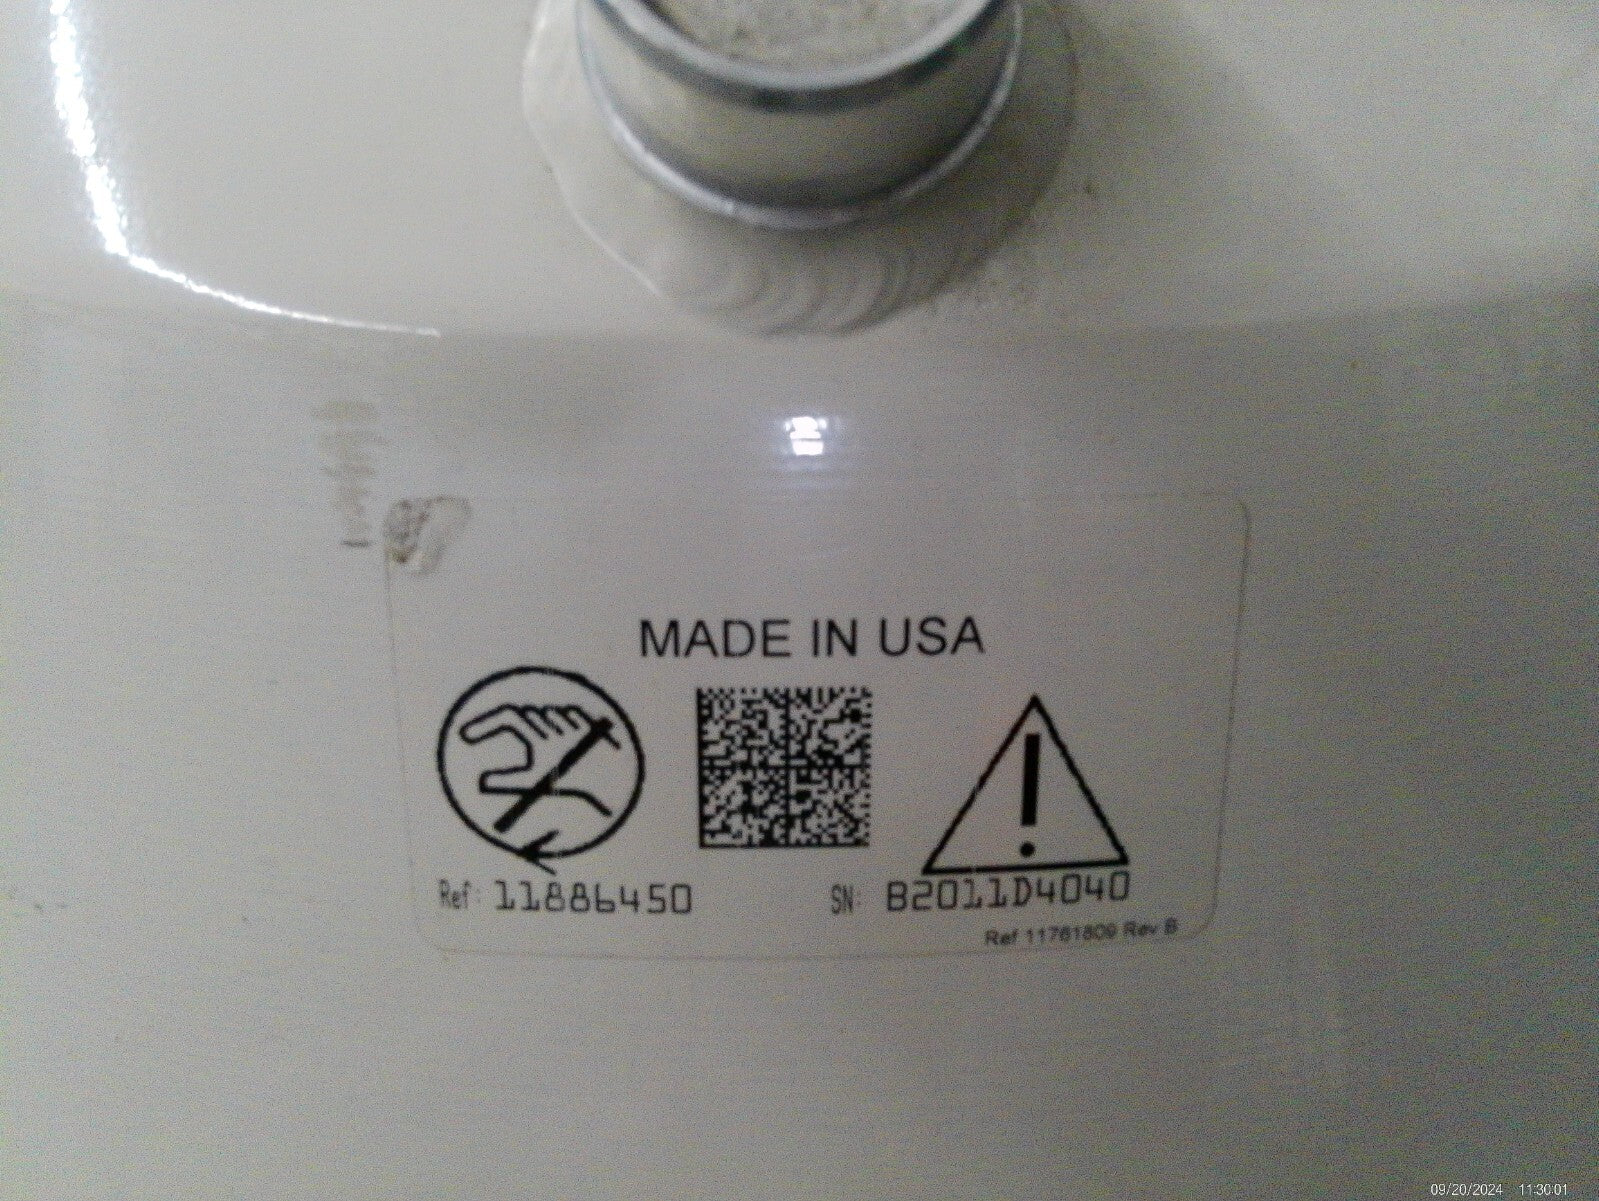 MADE IN USA
Ref: 11886450
SN: B2011D4040
Ref 11761809 Rev B
09/20/2024 11:30:01